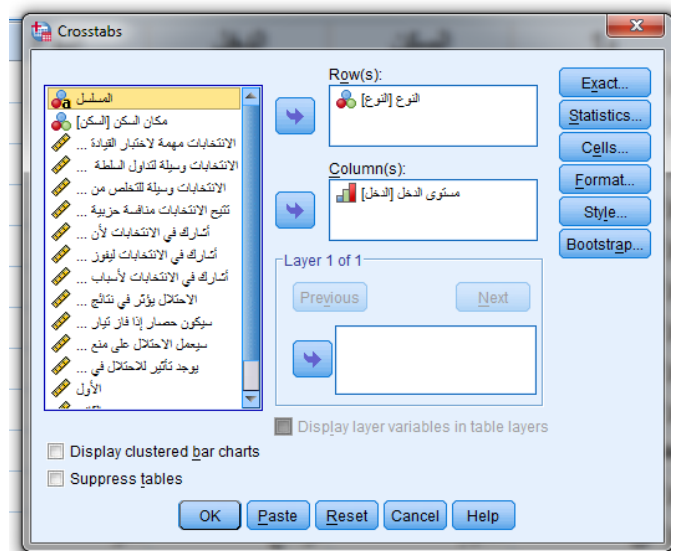 Crosstabs
المسلسل
مكان السكن [السكن]
الانتخابات مهمة لاختيار القيادة ...
الانتخابات وسيلة لتداول السلطة ...
الانتخابات وسيلة للتخلص من ...
تتيح الانتخابات منافسة حزبية ...
أشارك في الانتخابات لأن ...
أشارك في الانتخابات ليفوز ...
أشارك في الانتخابات لأسباب ...
الاحتلال يؤثر في نتائج ...
سيكون حصار إذا فاز تيار ...
سيعمل الاحتلال على منع ...
يوجد تأثير للاحتلال في ...
الأول
Row(s):
النوع [النوع]
Column(s):
مستوى الدخل [الدخل]
Layer 1 of 1
Previous
Next
Display layer variables in table layers
Exact...
Statistics...
Cells...
Format...
Style...
Bootstrap...
Display clustered bar charts
Suppress tables
OK
Paste
Reset
Cancel
Help